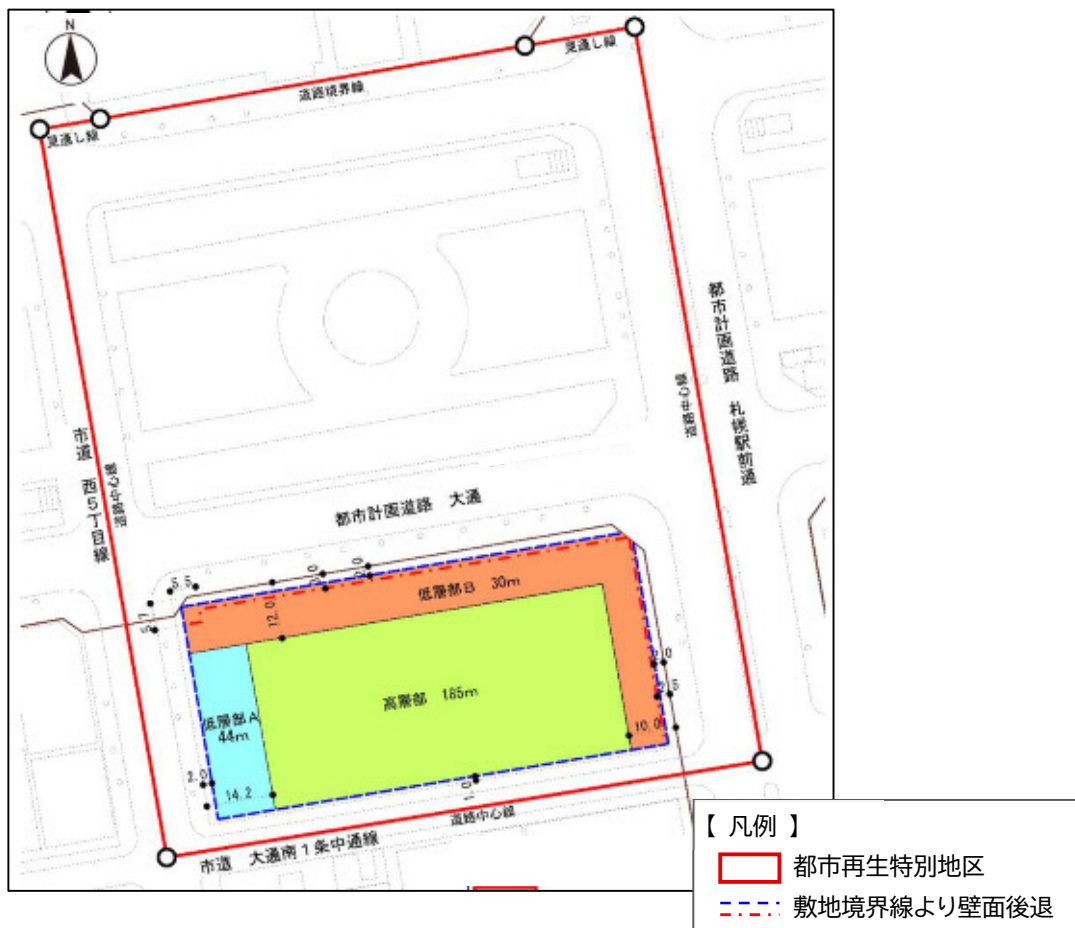 N
見通し線
道路境界線
見通し線
都市計画道路 札幌駅前通
道路中心線
市道 西5丁目線
道路中心線
都市計画道路 大通
5.5
5.7
3.0
2.0
12.0
低層部B 30m
高層部 185m
低層部A
44m
2.0
2.5
10.0
2.0
14.2
1.0
道路中心線
市道 大通南1条中通線
【 凡例 】
都市再生特別地区
敷地境界線より壁面後退